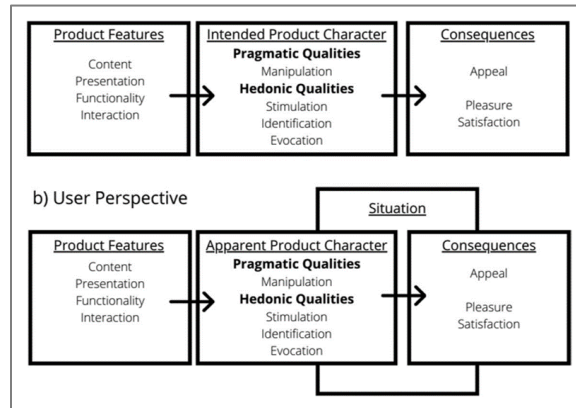 Product Features
Content
Presentation
Functionality
Interaction
Intended Product Character
Pragmatic Qualities
Manipulation
Hedonic Qualities
Stimulation
Identification
Evocation
Consequences
Appeal
Pleasure
Satisfaction
b) User Perspective
Situation
Product Features
Content
Presentation
Functionality
Interaction
Apparent Product Character
Pragmatic Qualities
Manipulation
Hedonic Qualities
Stimulation
Identification
Evocation
Consequences
Appeal
Pleasure
Satisfaction